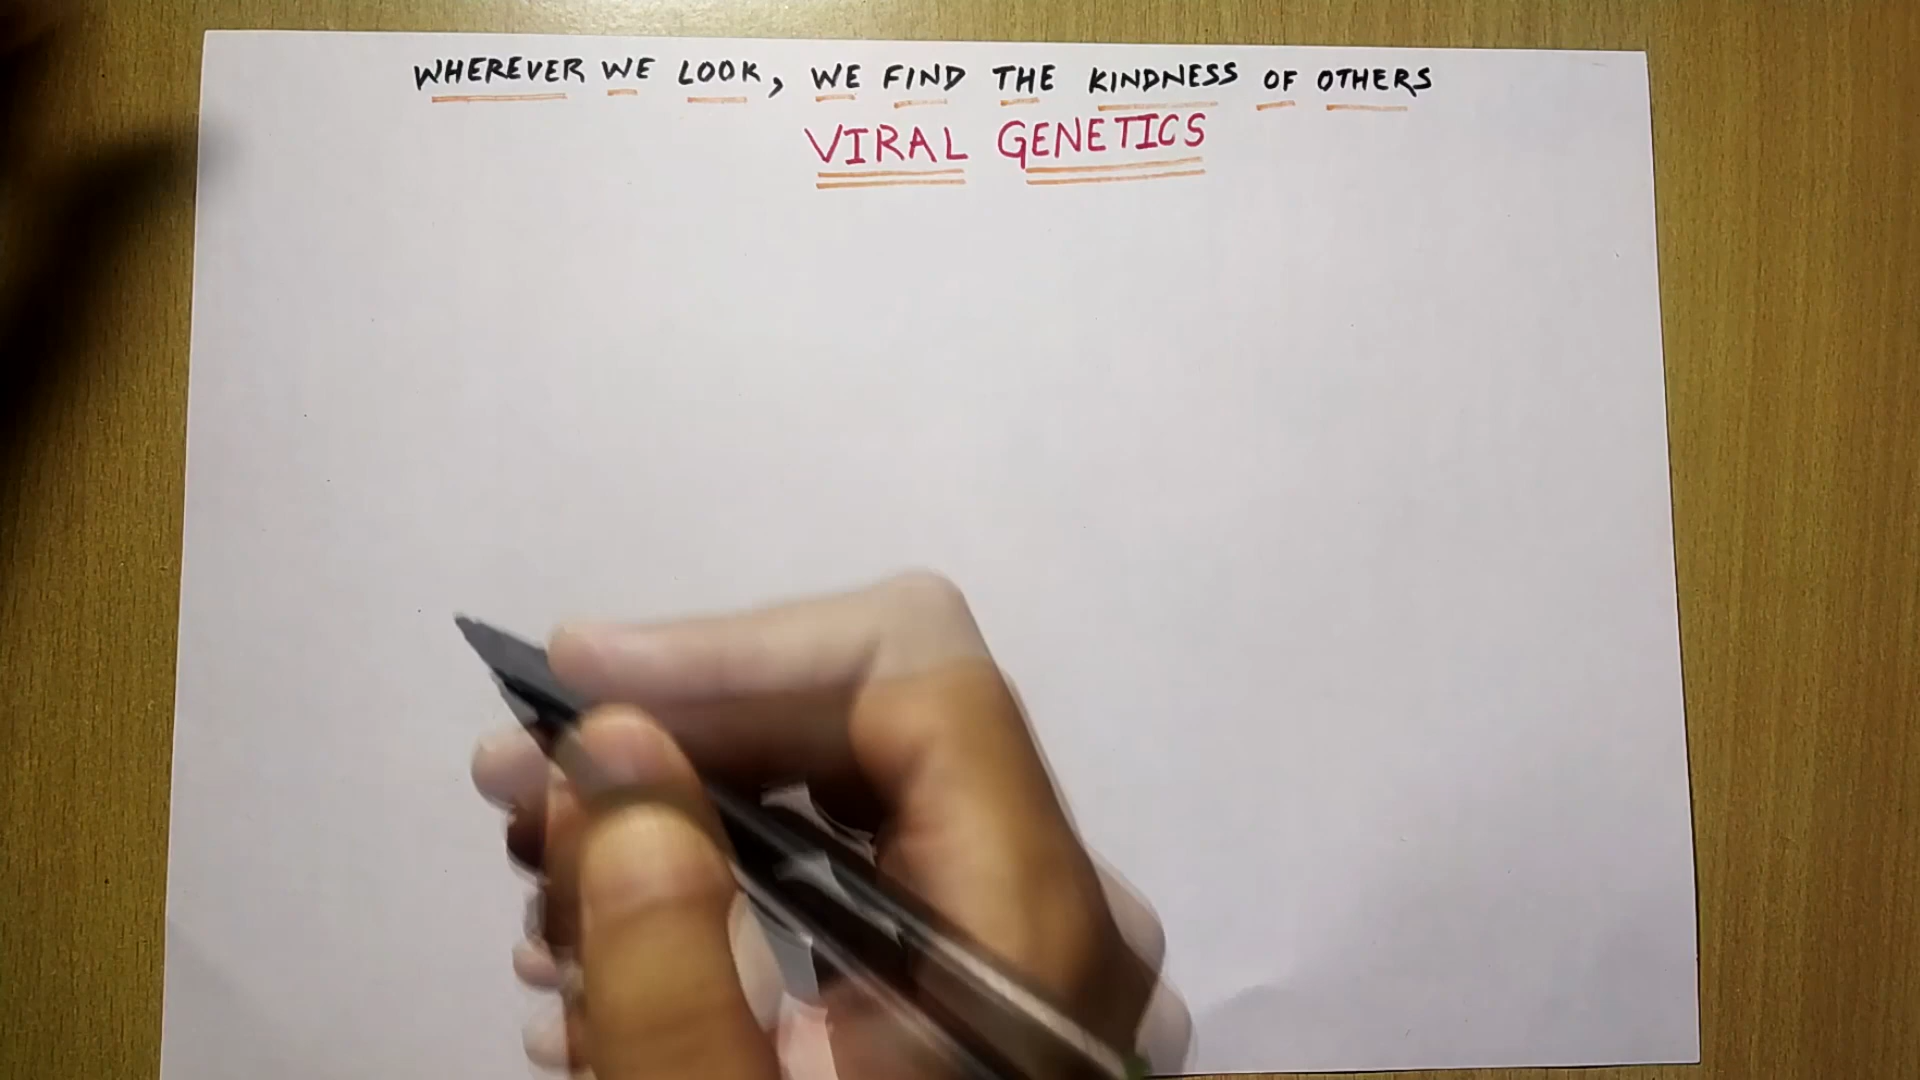 WHEREVER WE LOOK, WE FIND THE KINDNESS OF OTHERS
VIRAL GENETICS